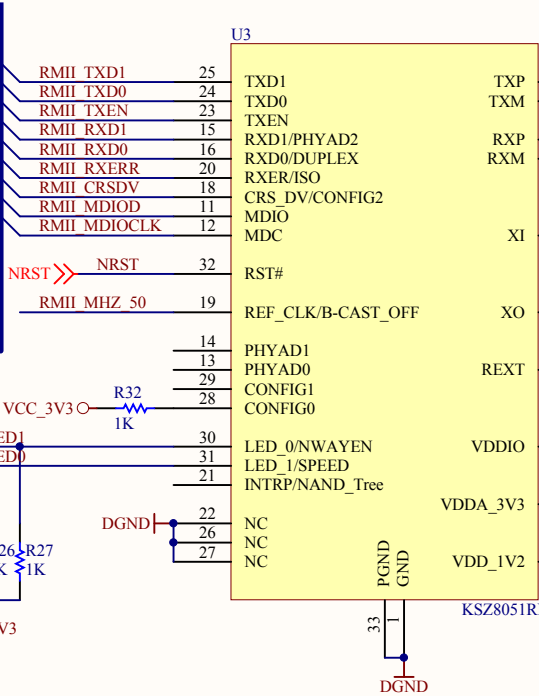 U3
RMII_TXD1 25 TXD1 TXP
RMII_TXD0 24 TXD0 TXM
RMII_TXEN 23 TXEN
RMII_RXD1 15 RXD1/PHYAD2 RXP
RMII_RXD0 16 RXD0/DUPLEX RXM
RMII_RXERR 20 RXER/ISO
RMII_CRSDV 18 CRS_DV/CONFIG2
RMII_MDIOD 11 MDIO
RMII_MDIOCLK 12 MDC XI
NRST NRST 32 RST#
RMII_MHZ_50 19 REF_CLK/B-CAST_OFF XO
14 PHYAD1
13 PHYAD0 REXT
29 CONFIG1
VCC_3V3 R32 1K 28 CONFIG0
ED1 30 LED_0/NWAYEN VDDIO
ED0 31 LED_1/SPEED
21 INTRP/NAND_Tree
VDDA_3V3
DGND 22 NC
26 NC
27 NC VDD_1V2
26 R27
K 1K
PGND GND
KSZ8051R
33 1
V3
DGND